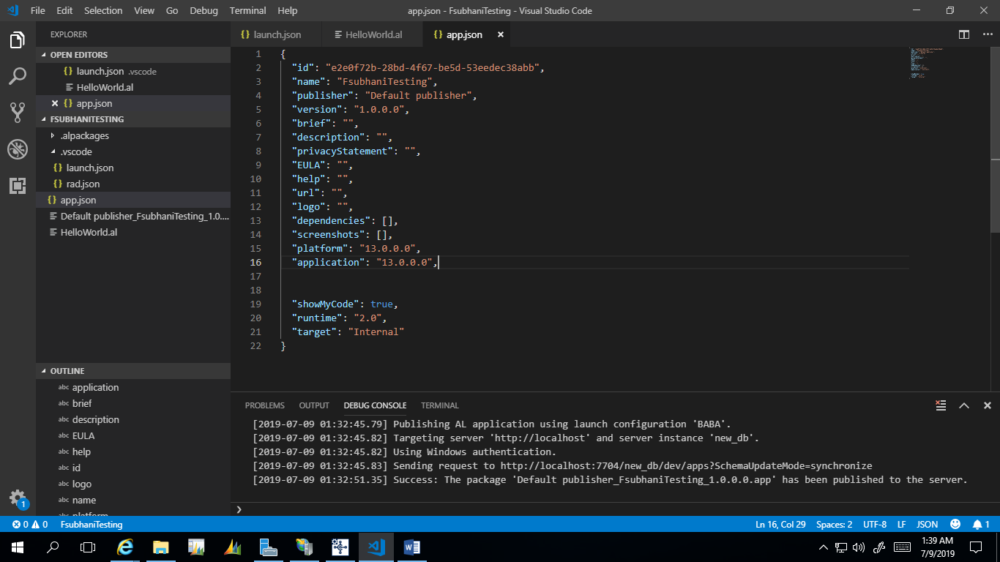 File Edit Selection View Go Debug Terminal Help
app.json - FsubhaniTesting - Visual Studio Code
EXPLORER
OPEN EDITORS
{} launch.json .vscode
HelloWorld.al
{} app.json
FSUBHANITESTING
.alpackages
.vscode
{} launch.json
{} rad.json
{} app.json
Default publisher_FsubhaniTesting_1.0....
HelloWorld.al
OUTLINE
abc application
abc brief
abc description
abc EULA
abc help
abc id
abc logo
abc name
abc platform
{} launch.json
HelloWorld.al
{} app.json
1 {
2 "id": "e2e0f72b-28bd-4f67-be5d-53eedec38abb",
3 "name": "FsubhaniTesting",
4 "publisher": "Default publisher",
5 "version": "1.0.0.0",
6 "brief": "",
7 "description": "",
8 "privacyStatement": "",
9 "EULA": "",
10 "help": "",
11 "url": "",
12 "logo": "",
13 "dependencies": [],
14 "screenshots": [],
15 "platform": "13.0.0.0",
16 "application": "13.0.0.0",
17
18
19 "showMyCode": true,
20 "runtime": "2.0",
21 "target": "Internal"
22 }
PROBLEMS OUTPUT DEBUG CONSOLE TERMINAL
[2019-07-09 01:32:45.79] Publishing AL application using launch configuration 'BABA'.
[2019-07-09 01:32:45.82] Targeting server 'http://localhost' and server instance 'new_db'.
[2019-07-09 01:32:45.82] Using Windows authentication.
[2019-07-09 01:32:45.83] Sending request to http://localhost:7704/new_db/dev/apps?SchemaUpdateMode=synchronize
[2019-07-09 01:32:51.35] Success: The package 'Default publisher_FsubhaniTesting_1.0.0.0.app' has been published to the server.
1
0 0 FsubhaniTesting
Ln 16, Col 29 Spaces: 2 UTF-8 LF JSON 1
1:39 AM
7/9/2019